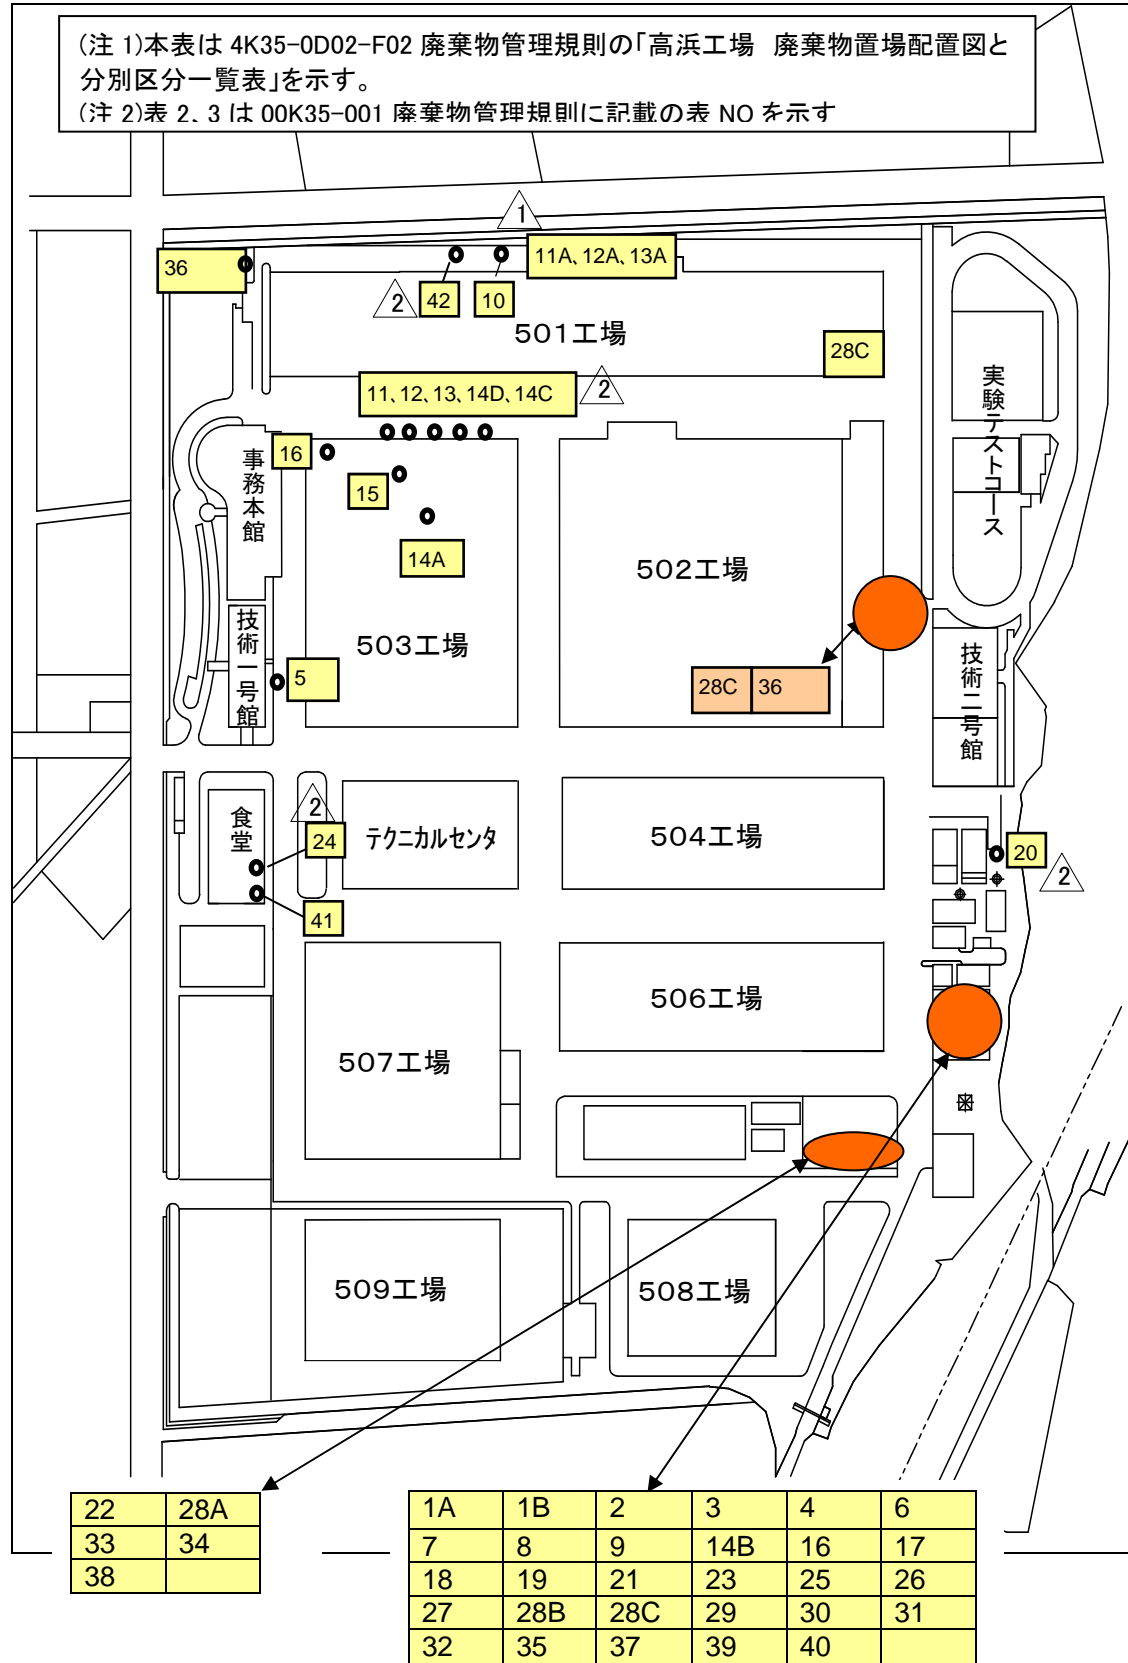 (注 1)本表は 4K35-0D02-F02 廃棄物管理規則の「高浜工場　廃棄物置場配置図と
分別区分一覧表」を示す。
(注 2)表 2、3 は 00K35-001 廃棄物管理規則に記載の表 NO を示す
1
36
11A、12A、13A
2
42
10
501工場
28C
11、12、13、14D、14C
2
実験テストコース
16
事務本館
15
14A
502工場
503工場
技術一号館
5
28C 36
技術二号館
2
食堂
24
テクニカルセンタ
504工場
20
2
41
506工場
507工場
509工場
508工場
22 28A
33 34
38
1A 1B 2 3 4 6
7 8 9 14B 16 17
18 19 21 23 25 26
27 28B 28C 29 30 31
32 35 37 39 40